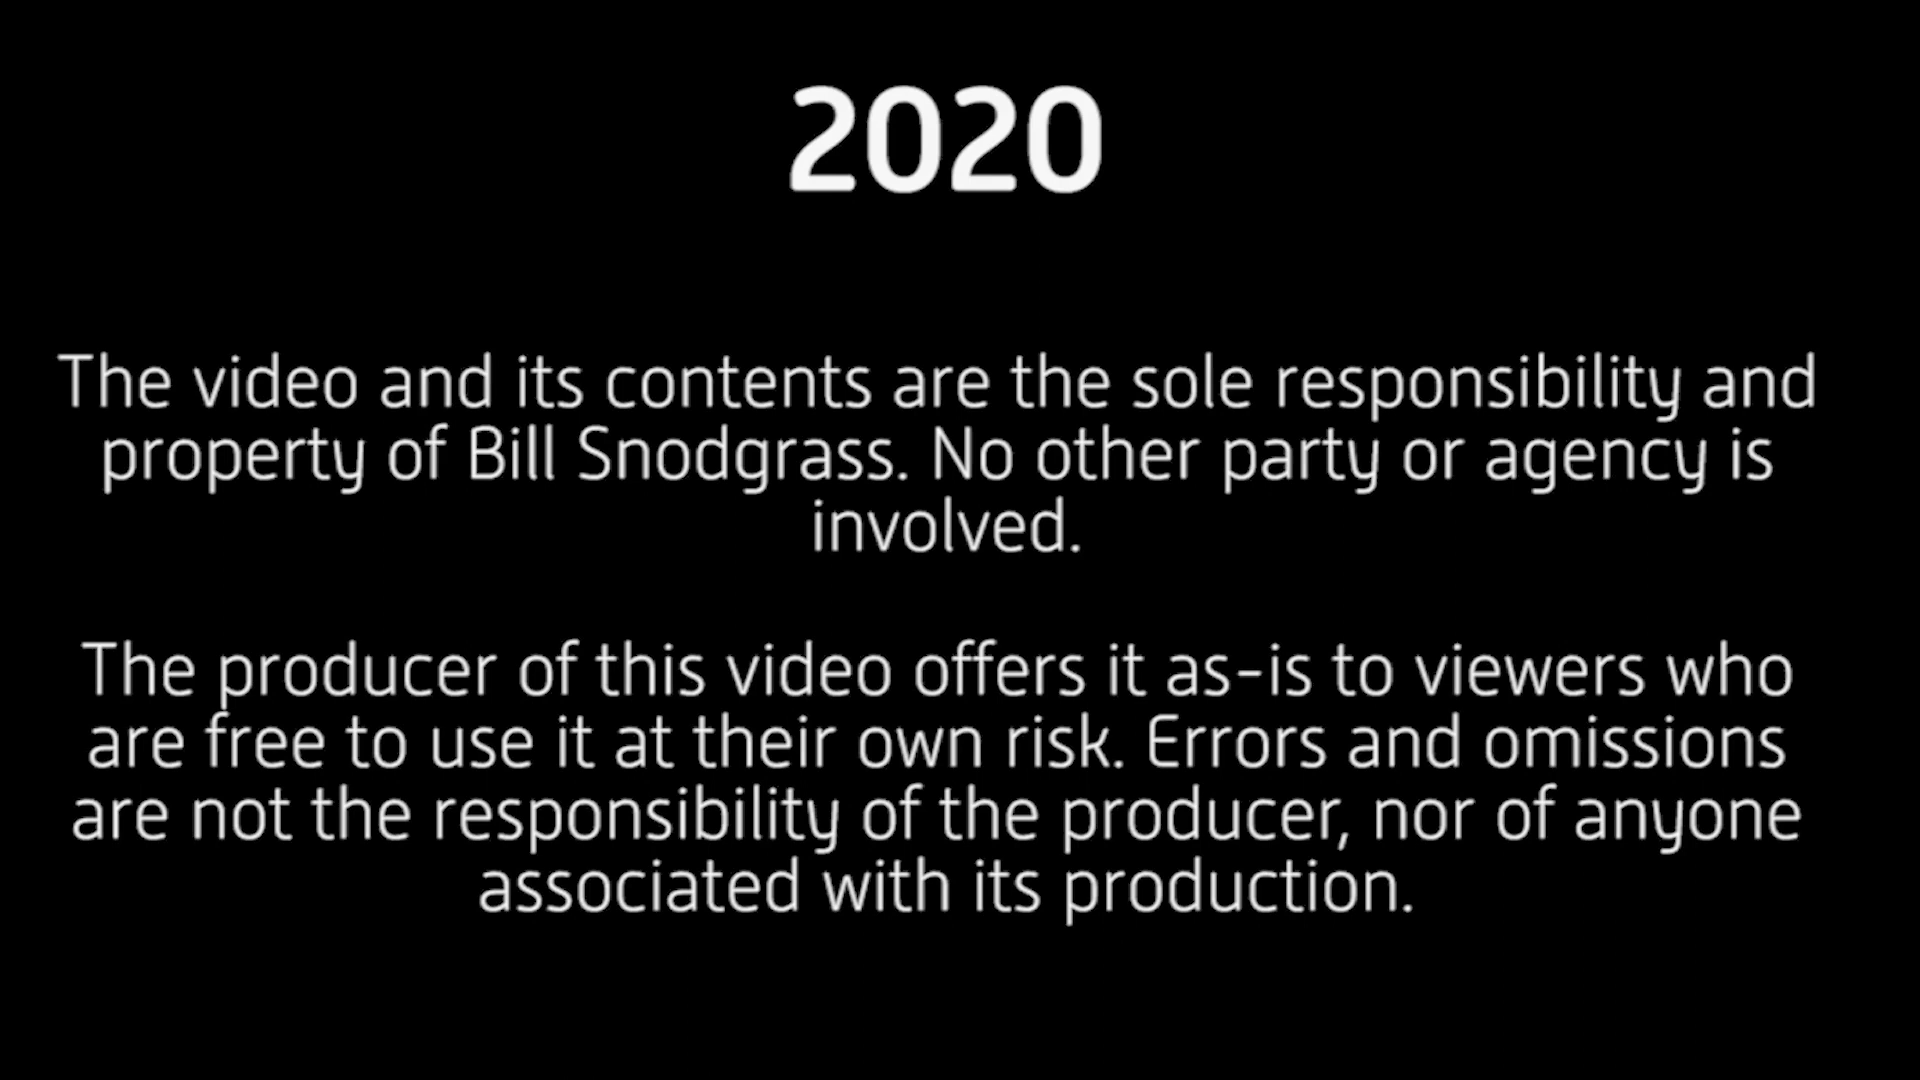 2020
The video and its contents are the sole responsibility and
property of Bill Snodgrass. No other party or agency is
involved.
The producer of this video offers it as-is to viewers who
are free to use it at their own risk. Errors and omissions
are not the responsibility of the producer, nor of anyone
associated with its production.